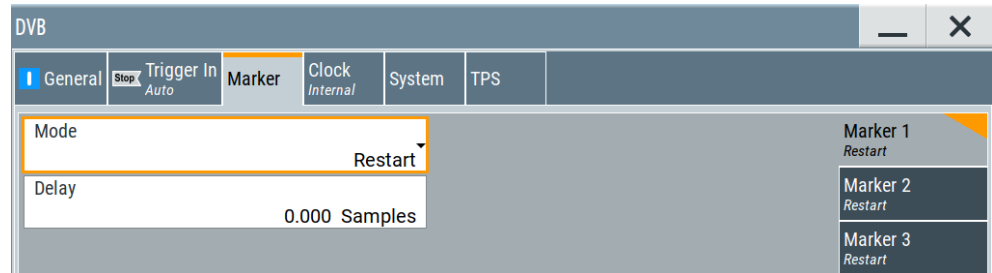 DVB
General
Stop
Trigger In
Auto
Marker
Clock
Internal
System
TPS
Mode
Restart
Delay
0.000 Samples
Marker 1
Restart
Marker 2
Restart
Marker 3
Restart